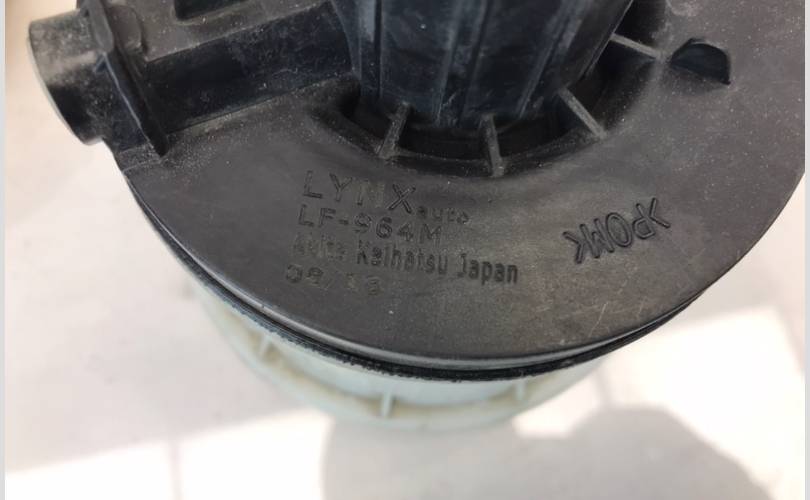 LYNXauto
LF-964M
Akita Kaihatsu Japan
>POM<